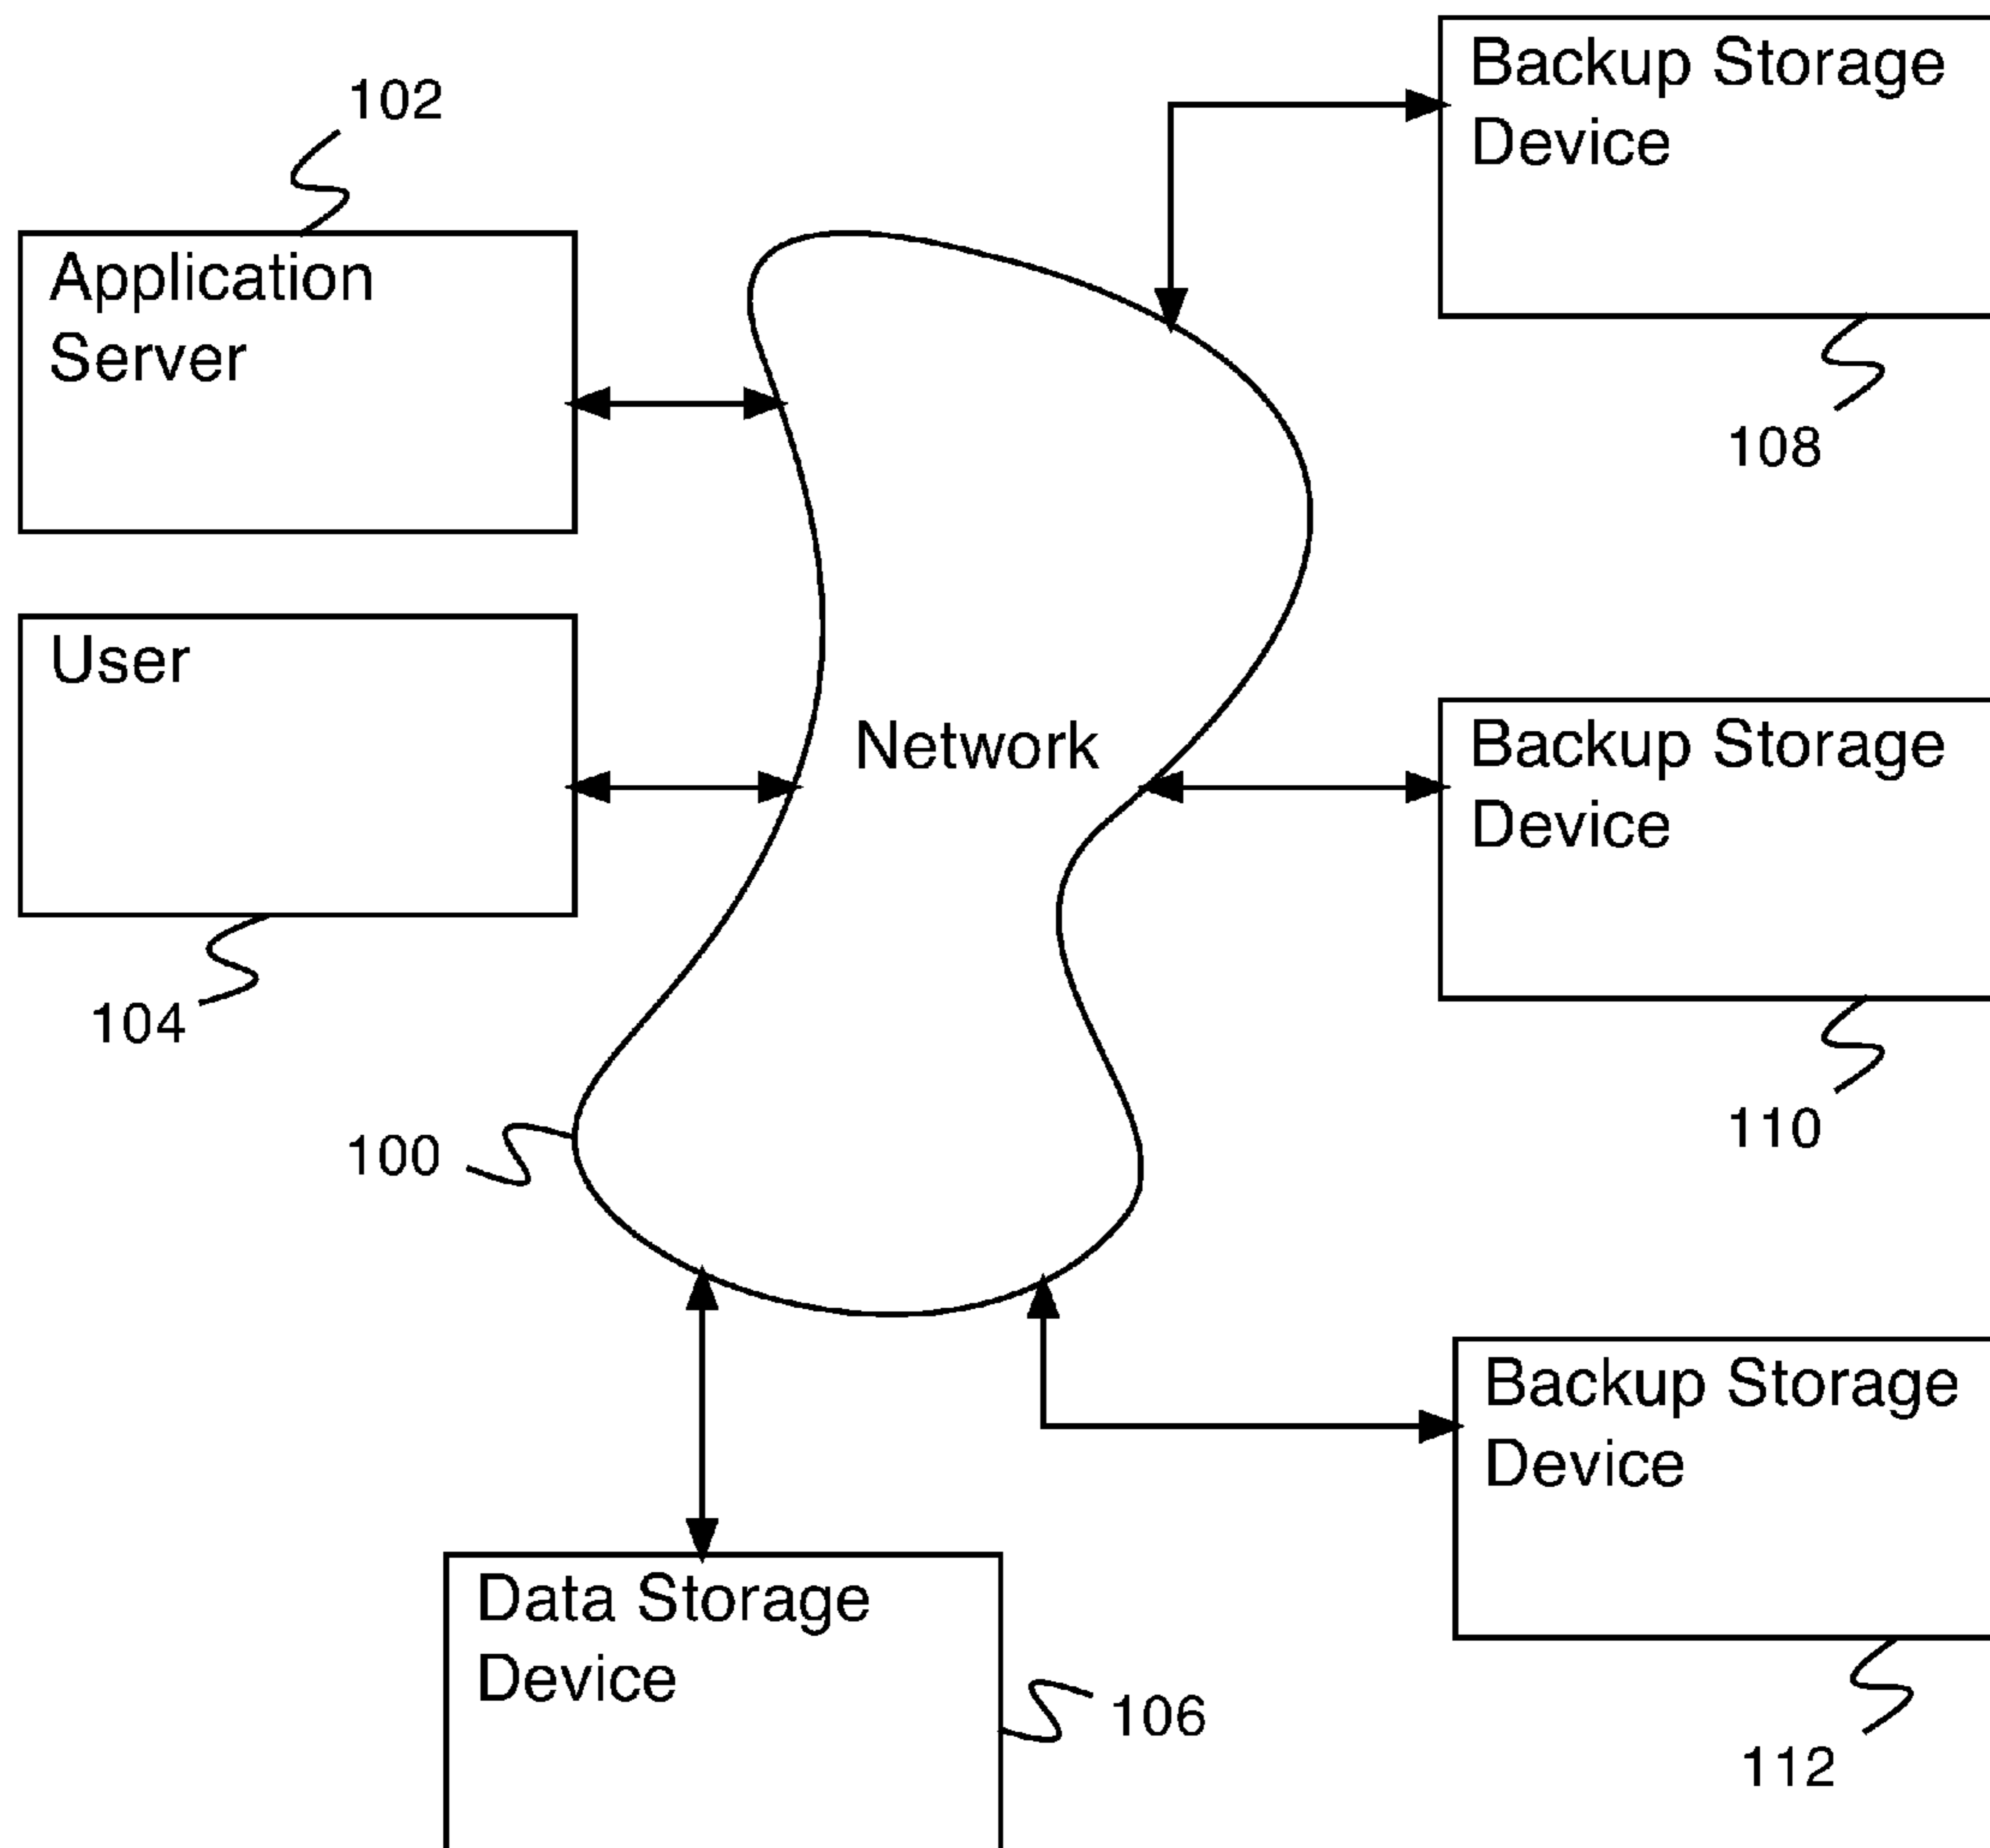 102
Application
Server
User
104
100
Network
Backup Storage
Device
108
Backup Storage
Device
110
Backup Storage
Device
112
Data Storage
Device
106